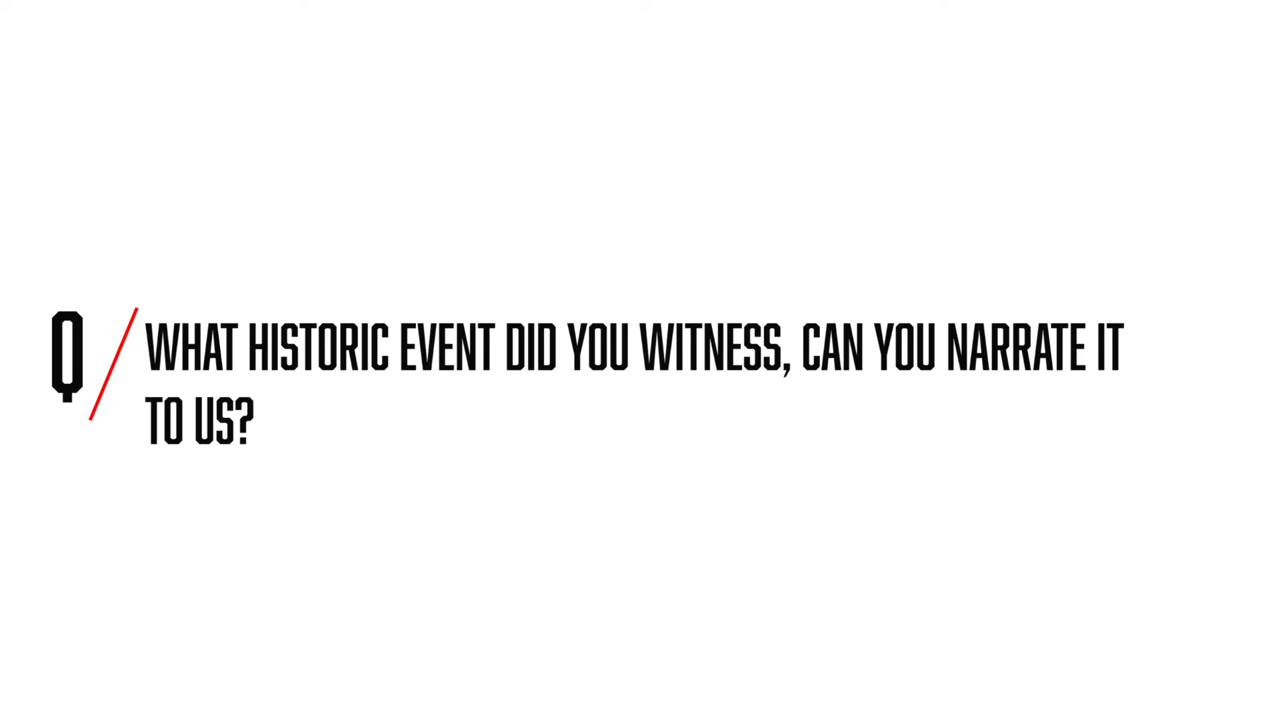 Q/ WHAT HISTORIC EVENT DID YOU WITNESS, CAN YOU NARRATE IT
TO US?